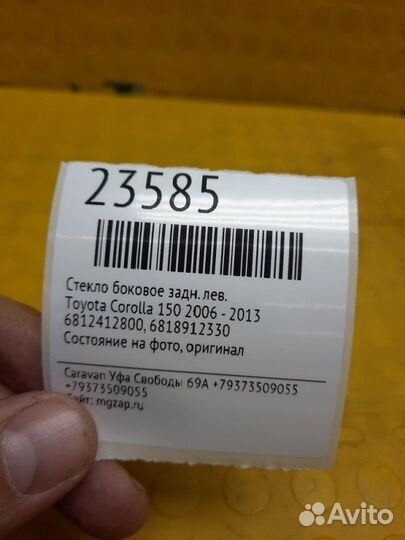 23585
Стекло боковое задн. лев.
Toyota Corolla 150 2006 - 2013
6812412800, 6818912330
Состояние на фото, оригинал
Caravan Уфа Свободы 69А +79373509055
+79373509055
Сайт: mgzap.ru
Avito